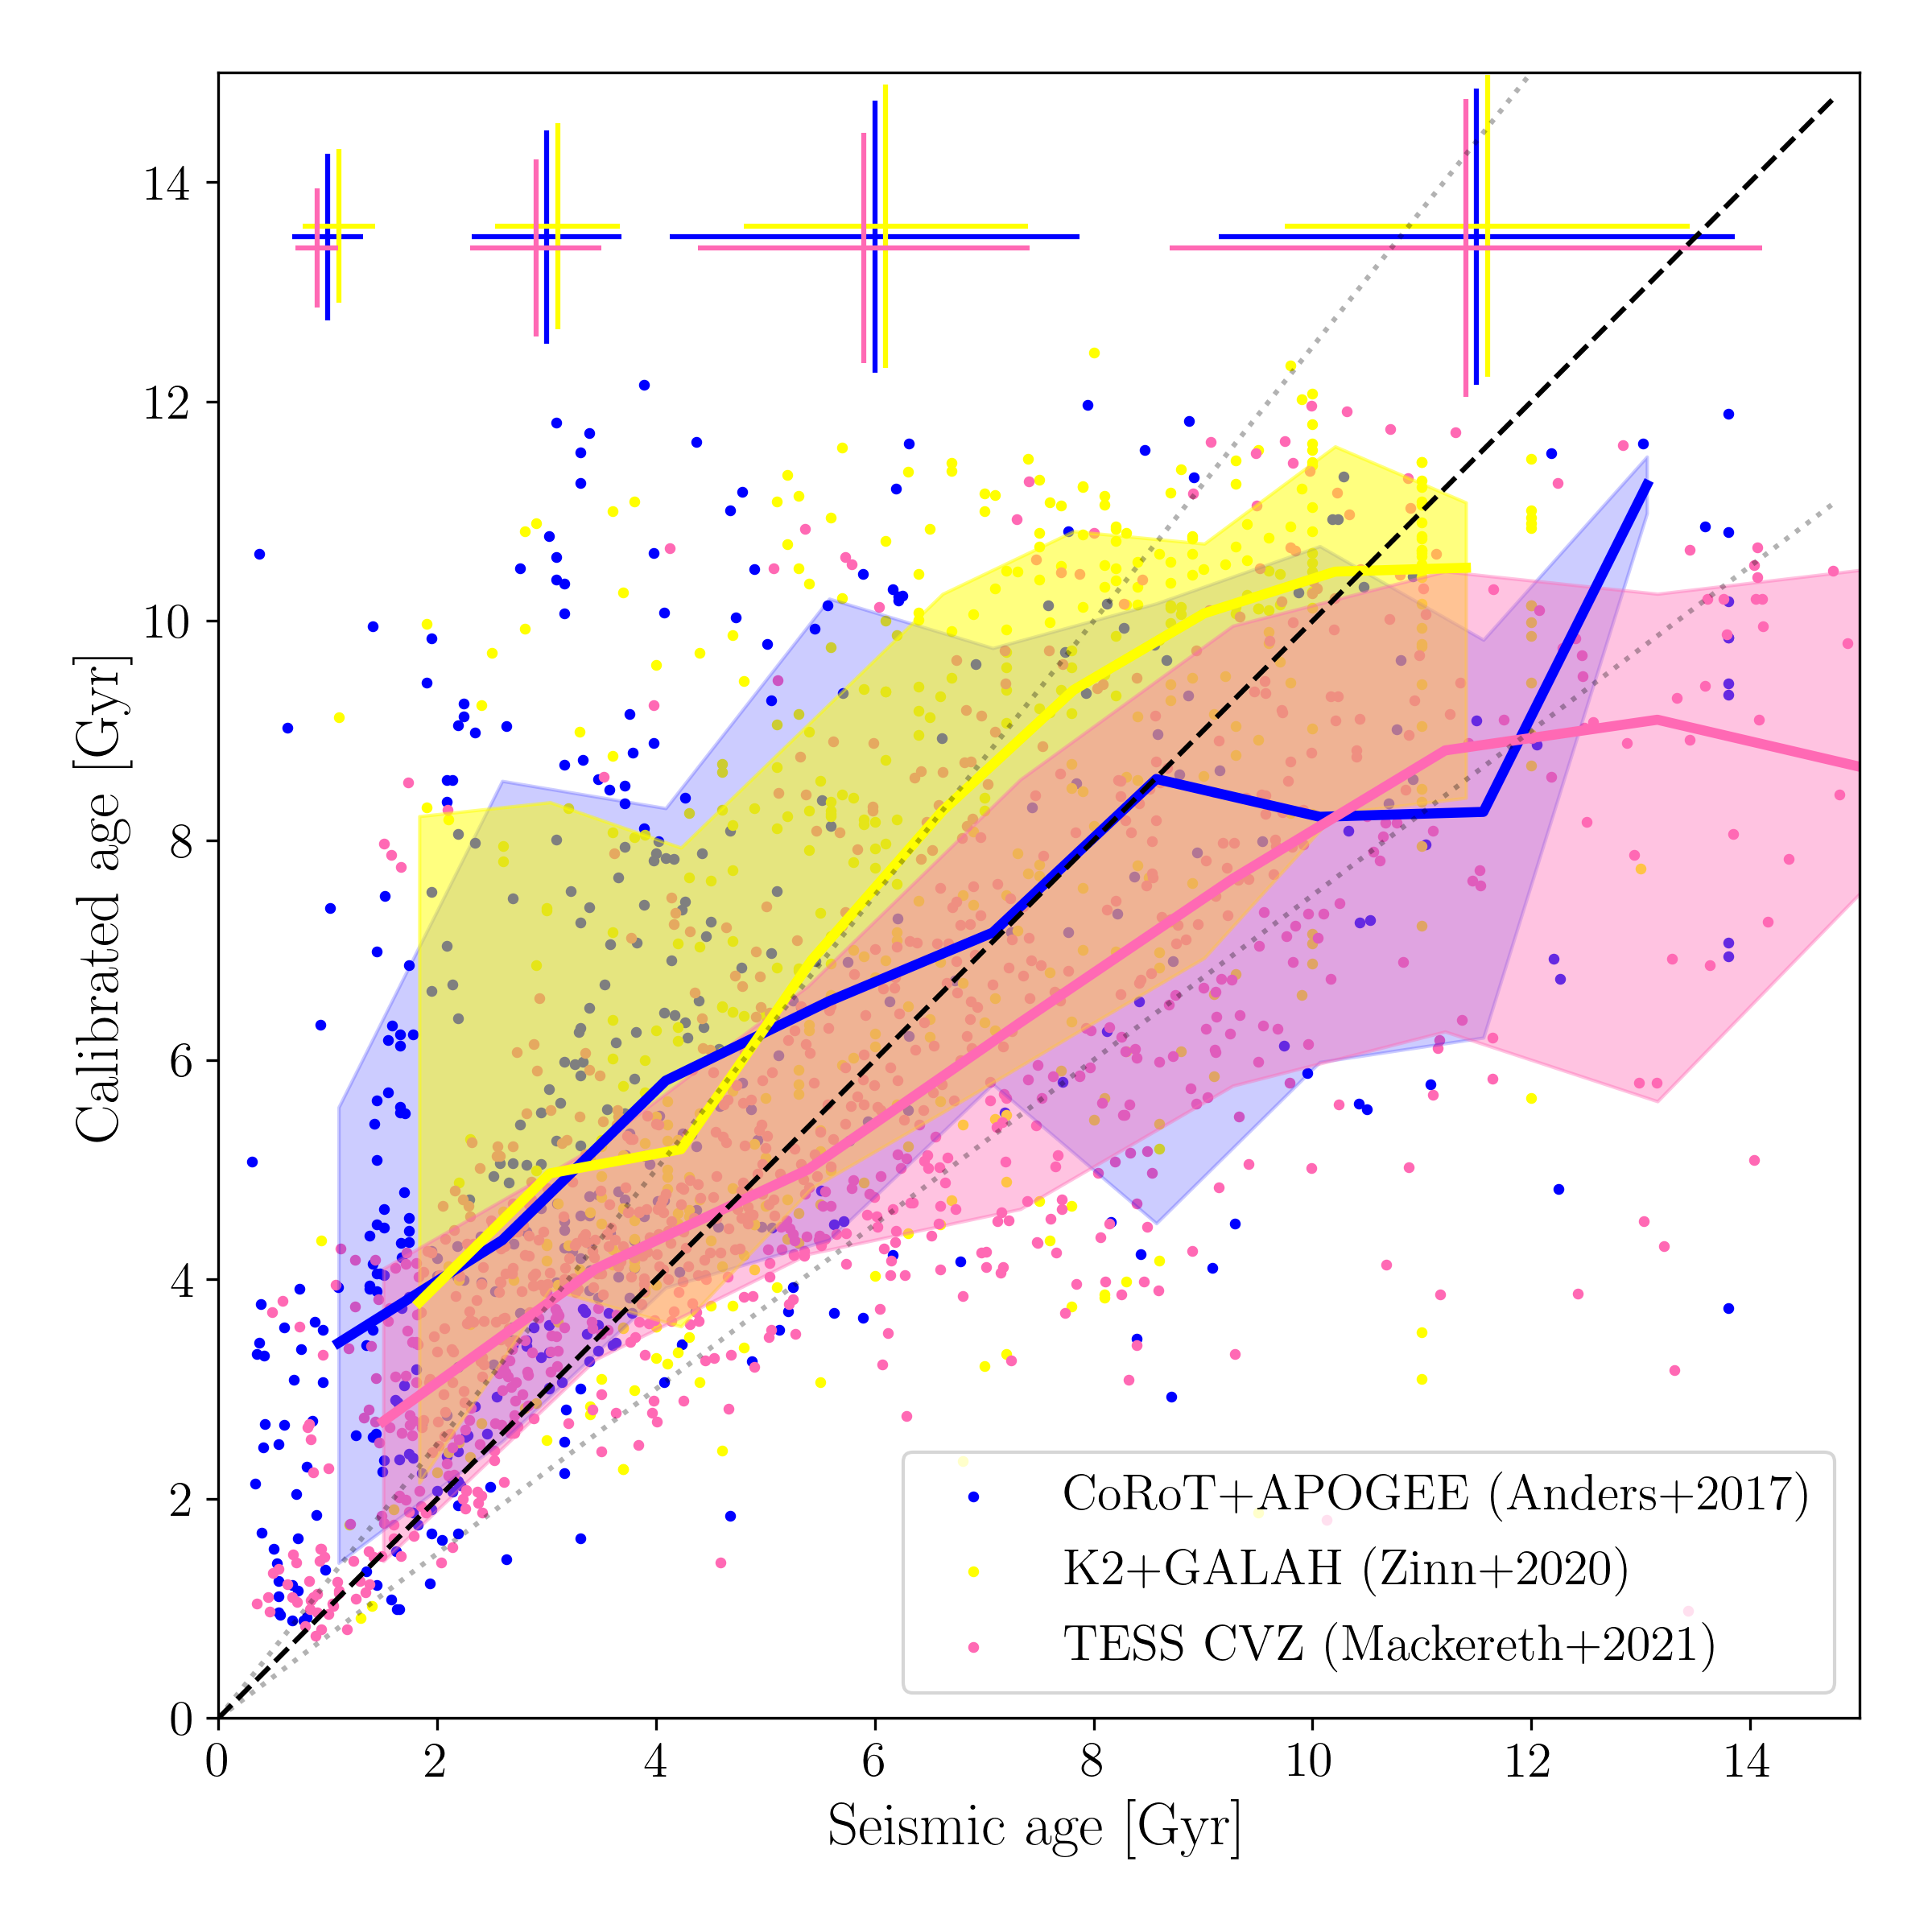 14
12
10
8
6
4
2
0
Calibrated age [Gyr]
CoRoT+APOGEE (Anders+2017)
K2+GALAH (Zinn+2020)
TESS CVZ (Mackereth+2021)
0 2 4 6 8 10 12 14
Seismic age [Gyr]